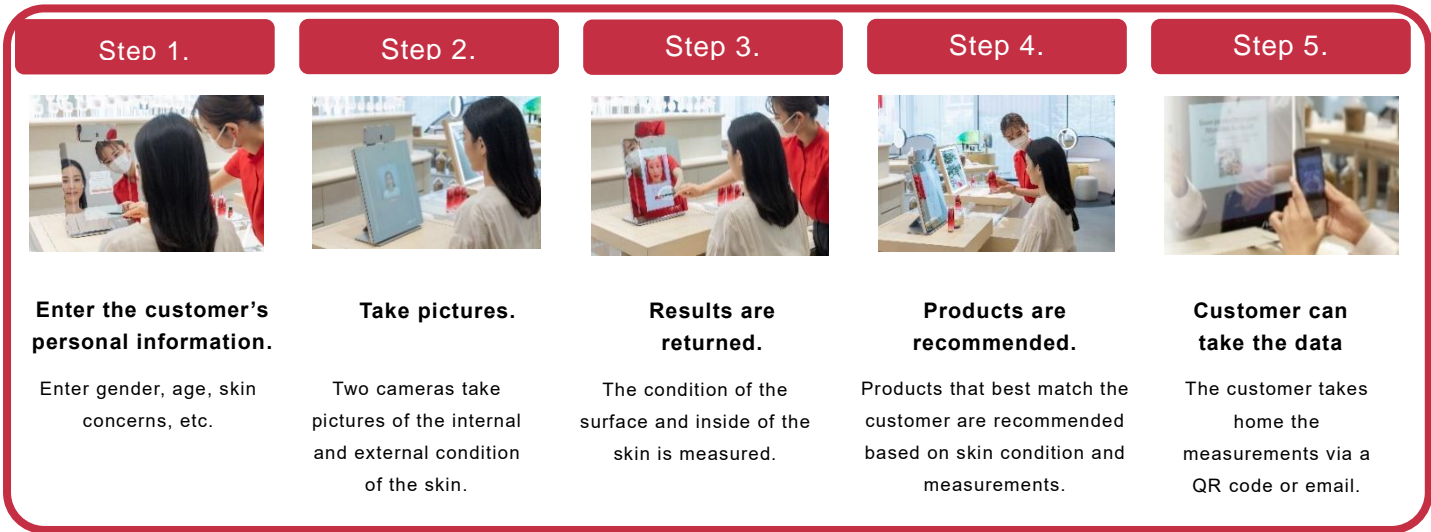 Step 1.
Step 2.
Step 3.
Step 4.
Step 5.
Enter the customer’s
personal information.
Enter gender, age, skin
concerns, etc.
Take pictures.
Two cameras take
pictures of the internal
and external condition
of the skin.
Results are
returned.
The condition of the
surface and inside of the
skin is measured.
Products are
recommended.
Products that best match the
customer are recommended
based on skin condition and
measurements.
Customer can
take the data
The customer takes
home the
measurements via a
QR code or email.